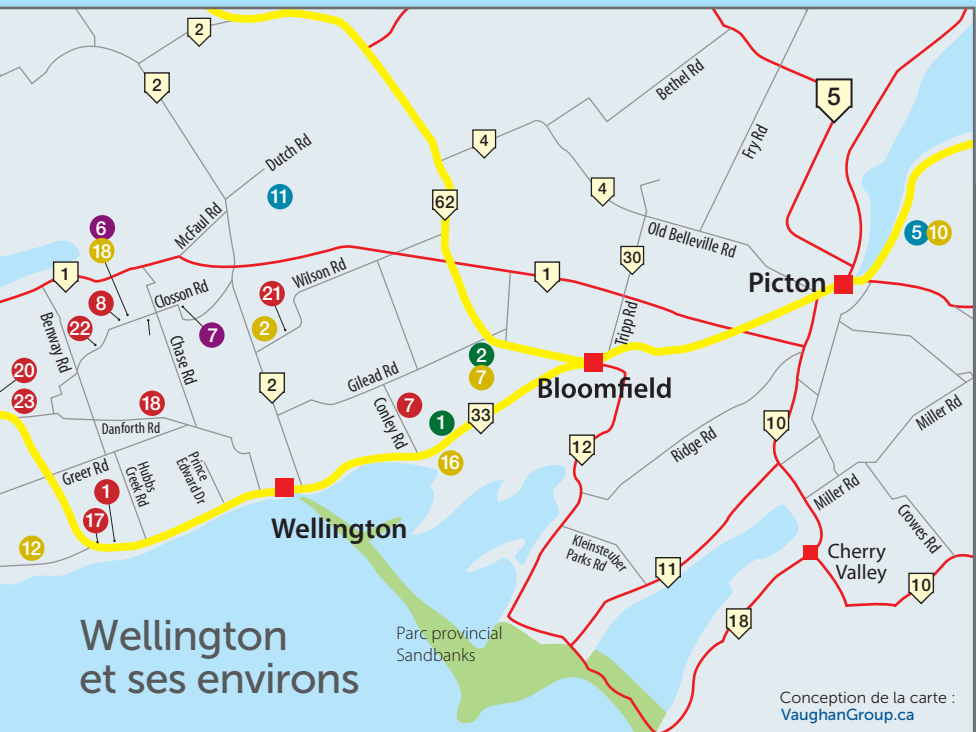 2
2
5
Bethel Rd
Fry Rd
4
Dutch Rd
4
11
62
McFaul Rd
6
18
Old Belleville Rd
5 10
30
1
Wilson Rd
1
Picton
Closson Rd
21
8
22
2
7
Benway Rd
Chase Rd
Tripp Rd
2
7
20
23
Gilead Rd
2
Bloomfield
18
Conley Rd
7
1
33
Danforth Rd
10
12
Ridge Rd
Miller Rd
16
Greer Rd
Hubbs
Creek Rd
Prince
Edward Dr
1
17
12
Wellington
Miller Rd
Crowes Rd
Kleinsteuber
Parks Rd
11
Cherry
Valley
10
18
Wellington
et ses environs
Parc provincial
Sandbanks
Conception de la carte :
VaughanGroup.ca